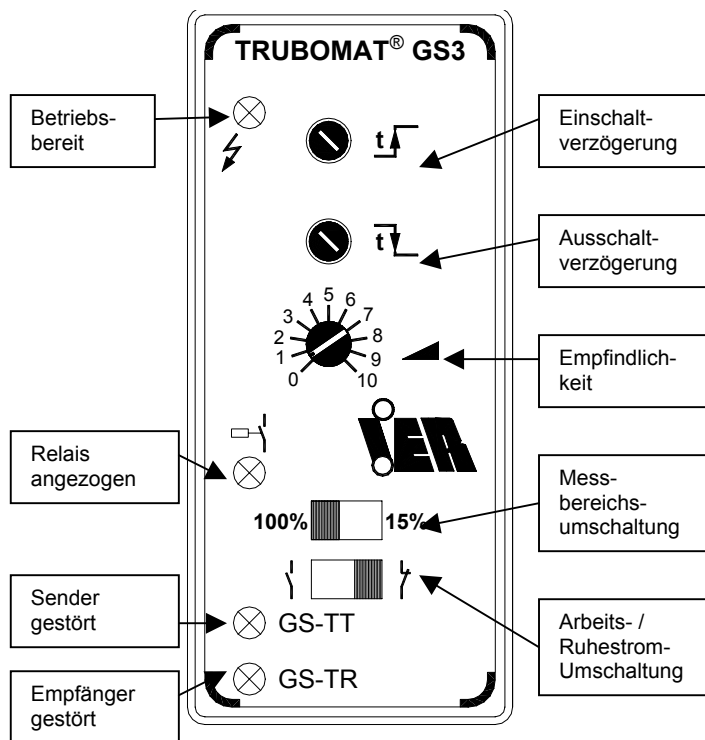 TRUBOMAT® GS3
Betriebs-
bereit
t
Einschalt-
verzögerung
t
Ausschalt-
verzögerung
0 1 2 3 4 5 6 7 8 9 10
Empfindlich-
keit
IER
Relais
angezogen
100% 15%
Mess-
bereichs-
umschaltung
Sender
gestört
GS-TT
Arbeits- /
Ruhestrom-
Umschaltung
Empfänger
gestört
GS-TR